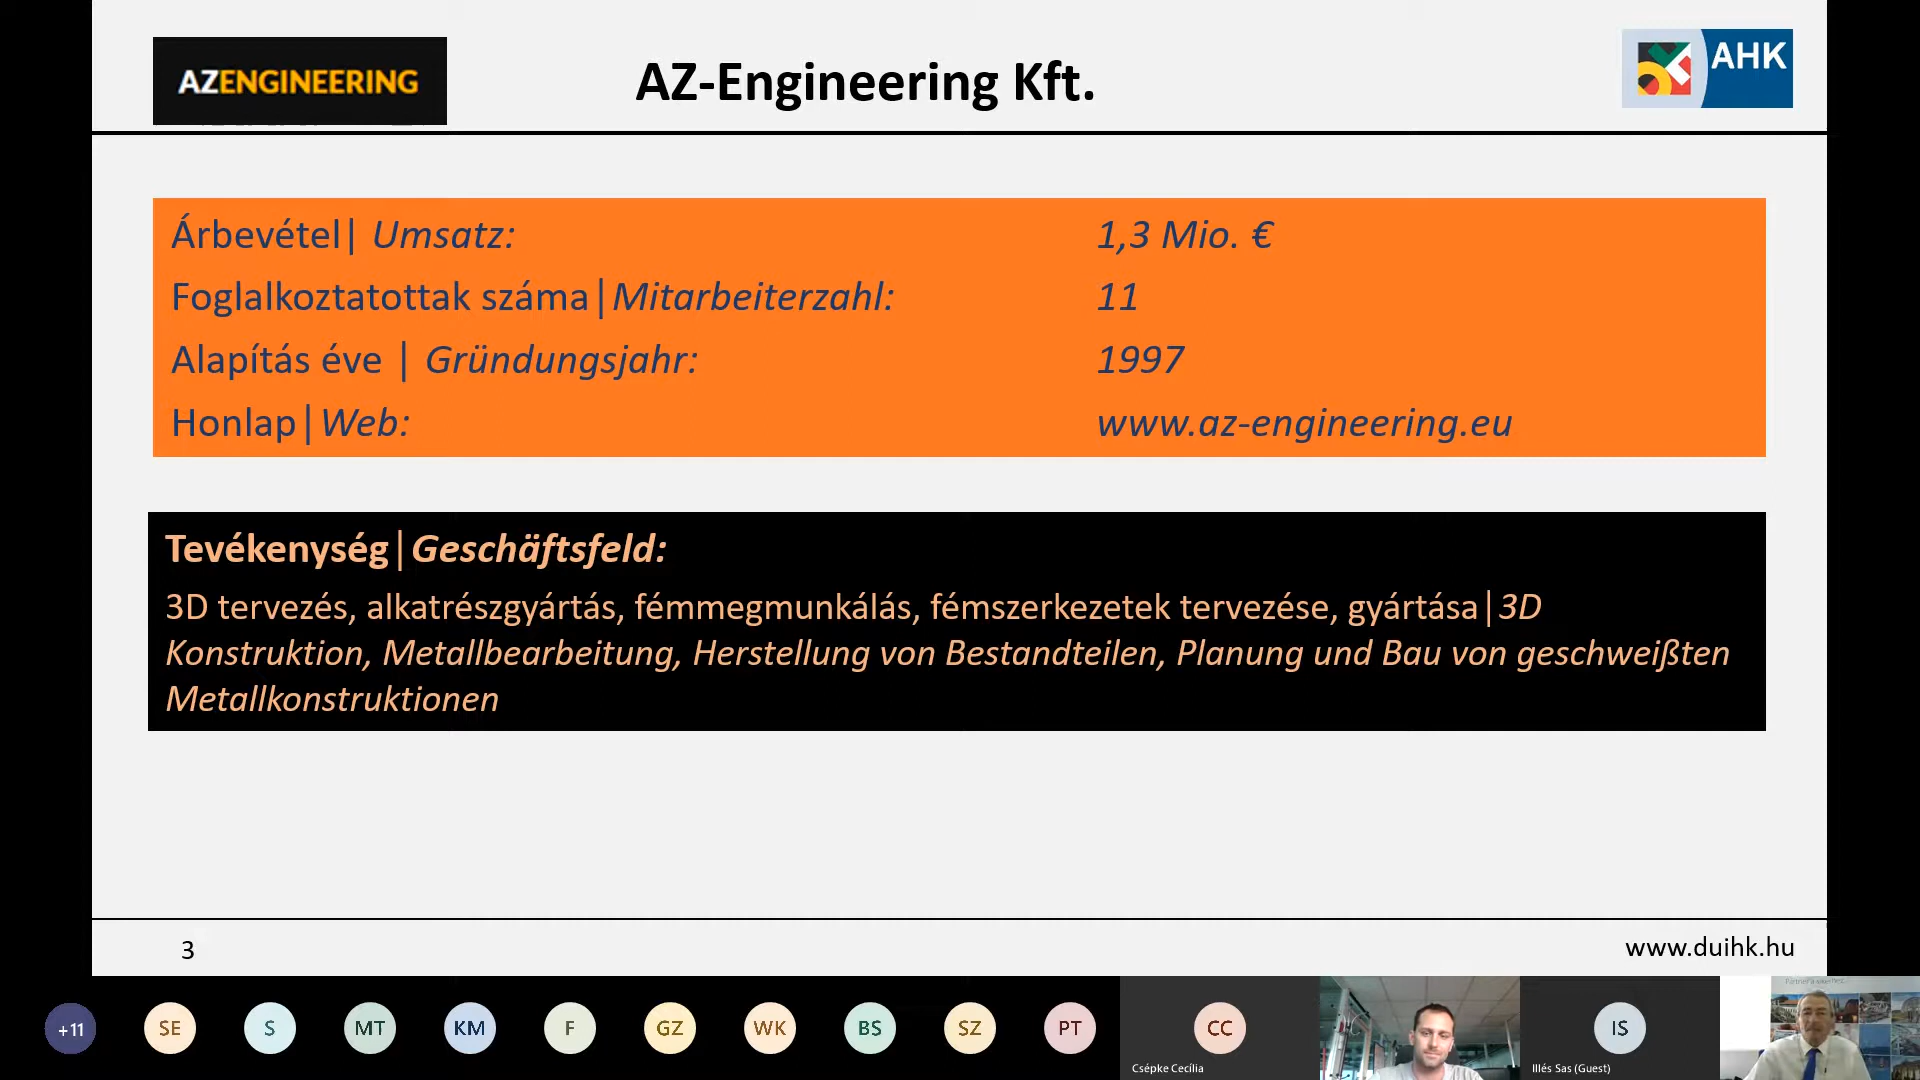 AZENGINEERING
AZ-Engineering Kft.
AHK
Árbevétel| Umsatz: 1,3 Mio. €
Foglalkoztatottak száma|Mitarbeiterzahl: 11
Alapítás éve | Gründungsjahr: 1997
Honlap|Web: www.az-engineering.eu
Tevékenység|Geschäftsfeld:
3D tervezés, alkatrészgyártás, fémmegmunkálás, fémszerkezetek tervezése, gyártása|3D
Konstruktion, Metallbearbeitung, Herstellung von Bestandteilen, Planung und Bau von geschweißten
Metallkonstruktionen
3
www.duihk.hu
+11 SE S MT KM F GZ WK BS SZ PT CC IS
Csépke Cecília
Illés Sas (Guest)